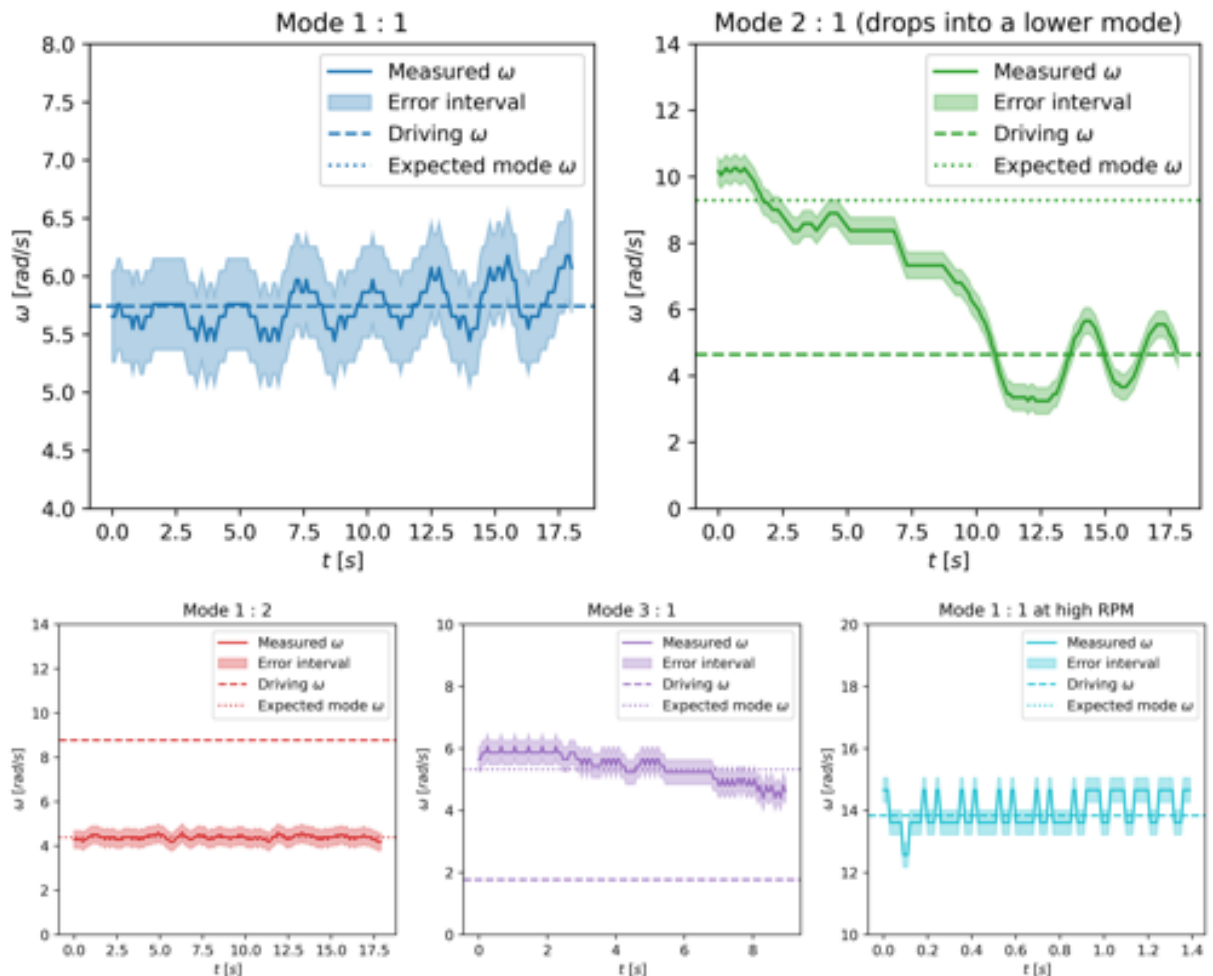 Mode 1 : 1
8.0
7.5
7.0
6.5
6.0
5.5
5.0
4.5
4.0
ω [rad/s]
Measured ω
Error interval
Driving ω
Expected mode ω
0.0 2.5 5.0 7.5 10.0 12.5 15.0 17.5
t [s]
Mode 2 : 1 (drops into a lower mode)
14
12
10
8
6
4
2
0
ω [rad/s]
Measured ω
Error interval
Driving ω
Expected mode ω
0.0 2.5 5.0 7.5 10.0 12.5 15.0 17.5
t [s]
Mode 1 : 2
14
12
10
8
6
4
2
0
ω [rad/s]
Measured ω
Error interval
Driving ω
Expected mode ω
0.0 2.5 5.0 7.5 10.0 12.5 15.0 17.5
t [s]
Mode 3 : 1
10
8
6
4
2
0
ω [rad/s]
Measured ω
Error interval
Driving ω
Expected mode ω
0 2 4 6 8
t [s]
Mode 1 : 1 at high RPM
20
18
16
14
12
10
ω [rad/s]
Measured ω
Error interval
Driving ω
Expected mode ω
0.0 0.2 0.4 0.6 0.8 1.0 1.2 1.4
t [s]